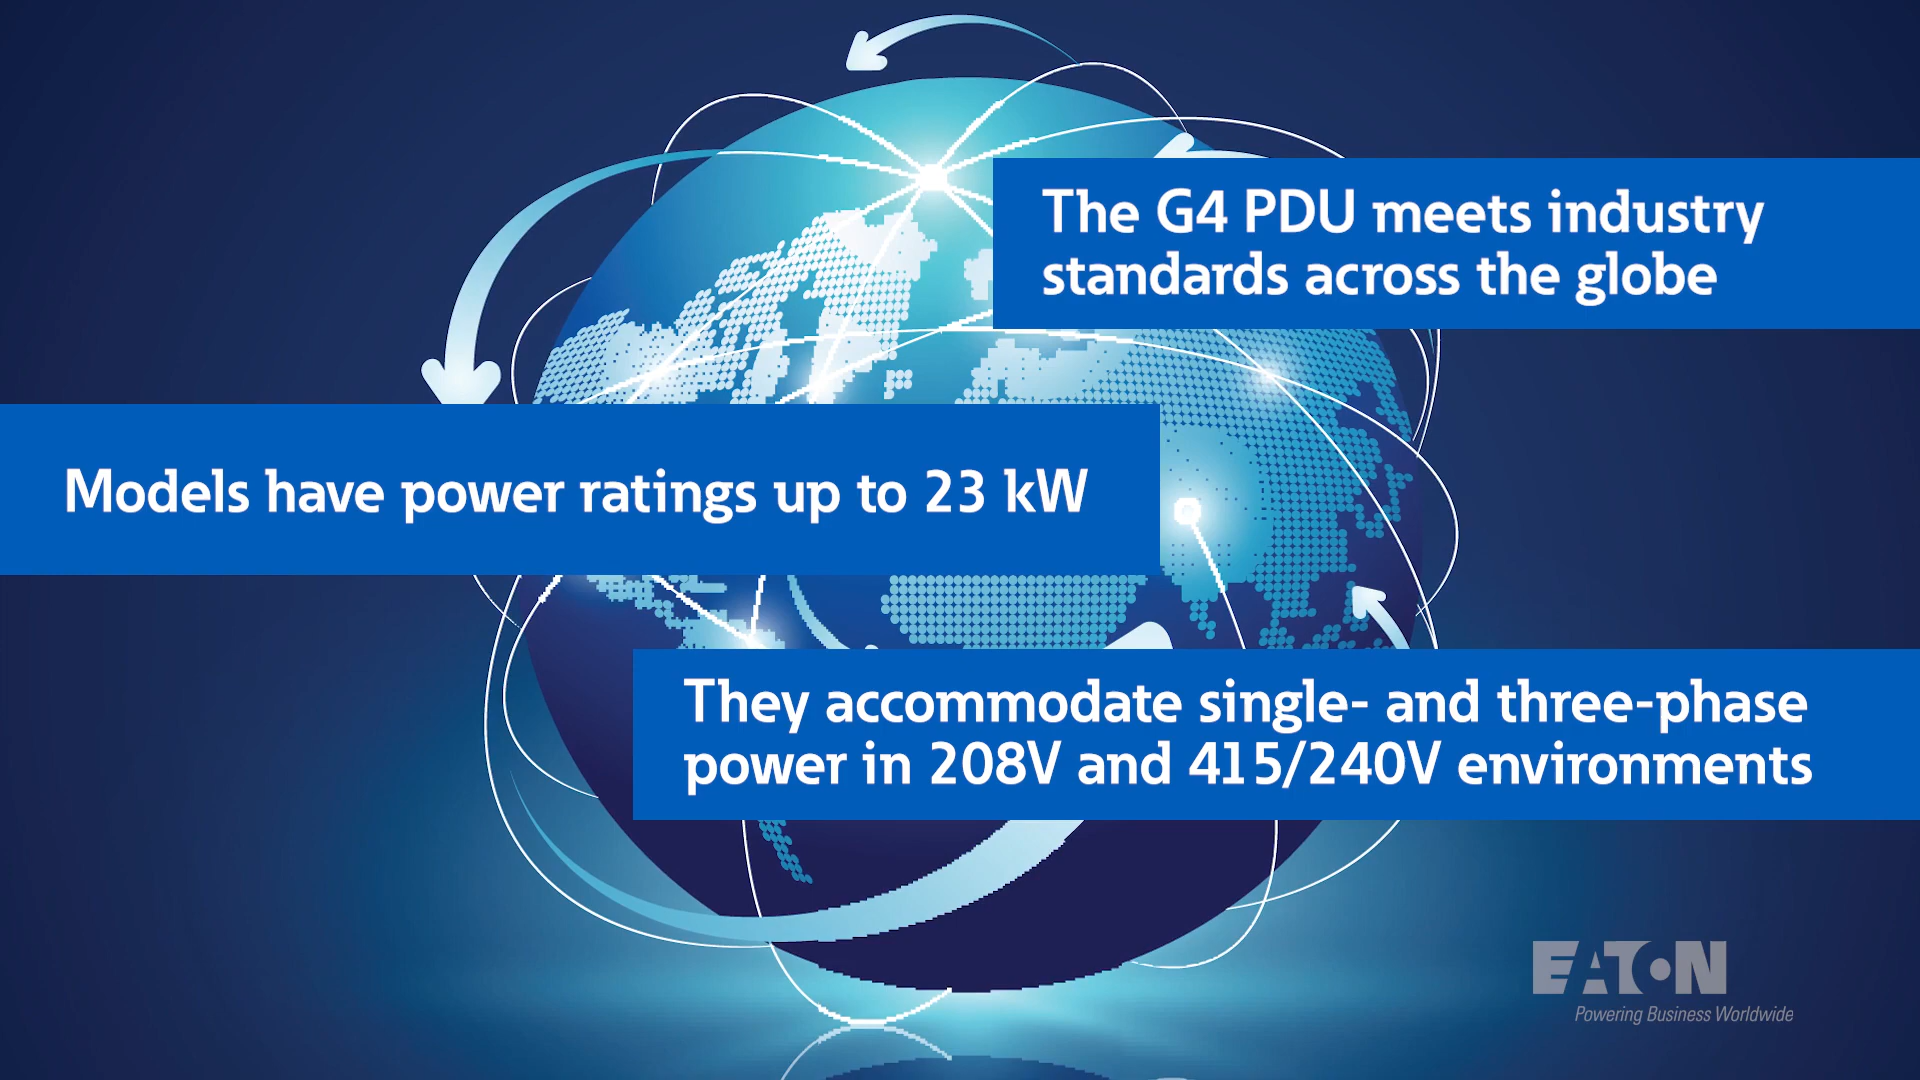 The G4 PDU meets industry
standards across the globe
Models have power ratings up to 23 kW
They accommodate single- and three-phase
power in 208V and 415/240V environments
EATON
Powering Business Worldwide